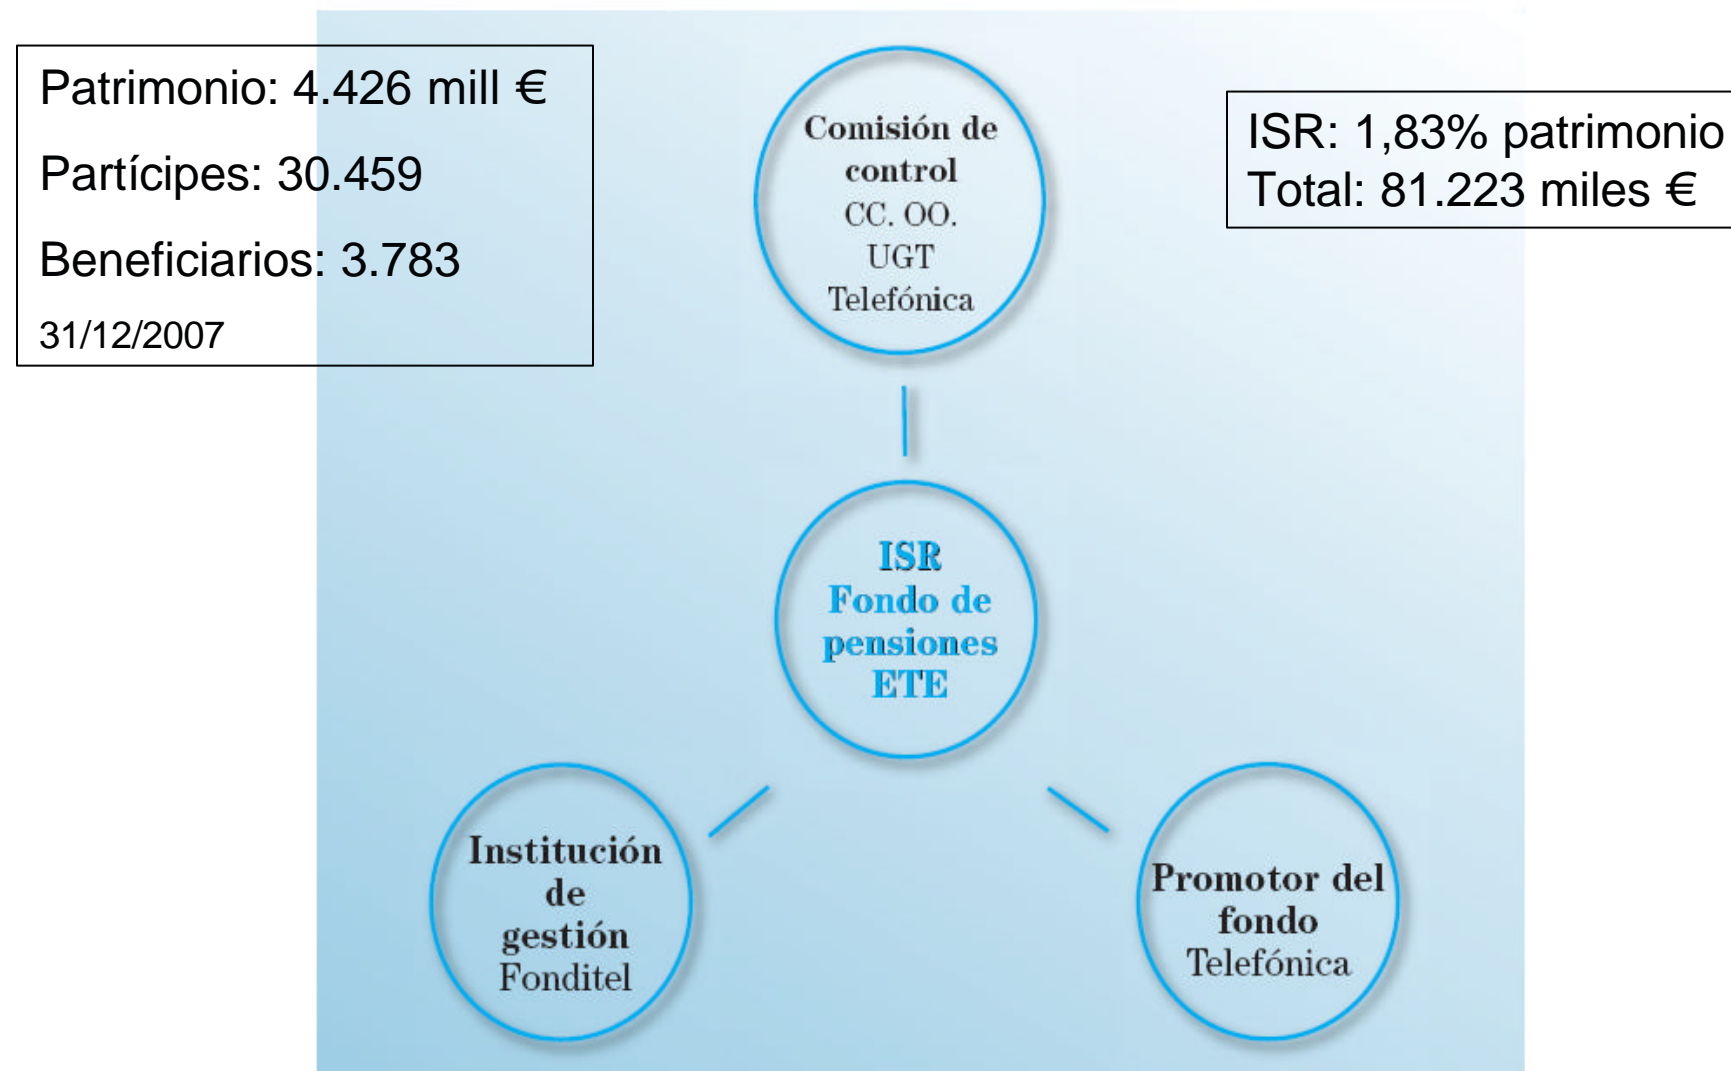 Patrimonio: 4.426 mill €
Partícipes: 30.459
Beneficiarios: 3.783
31/12/2007
ISR: 1,83% patrimonio
Total: 81.223 miles €
Comisión de
control
CC. OO.
UGT
Telefónica
ISR
Fondo de
pensiones
ETE
Institución
de
gestión
Fonditel
Promotor del
fondo
Telefónica